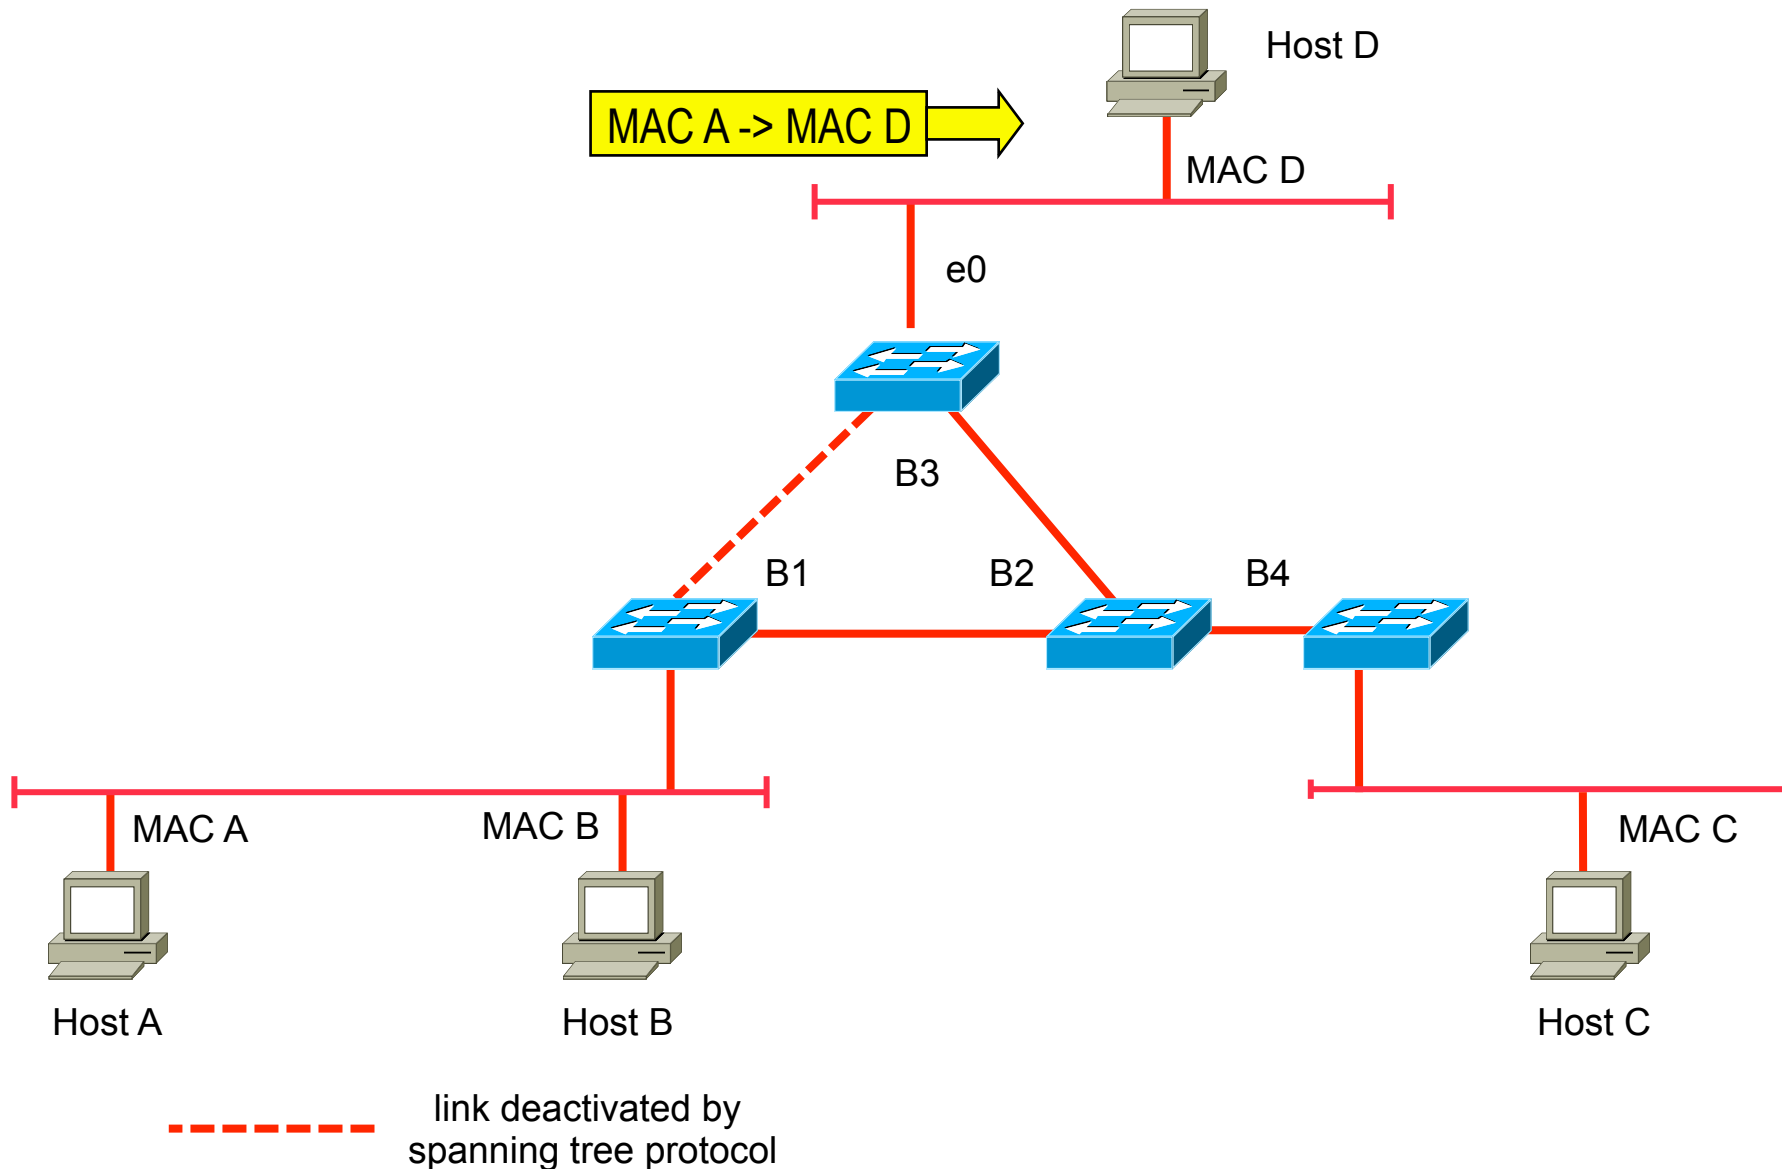 Host D
MAC A -> MAC D
MAC D
e0
B3
B1
B2
B4
MAC A
MAC B
MAC C
Host A
Host B
Host C
link deactivated by
spanning tree protocol